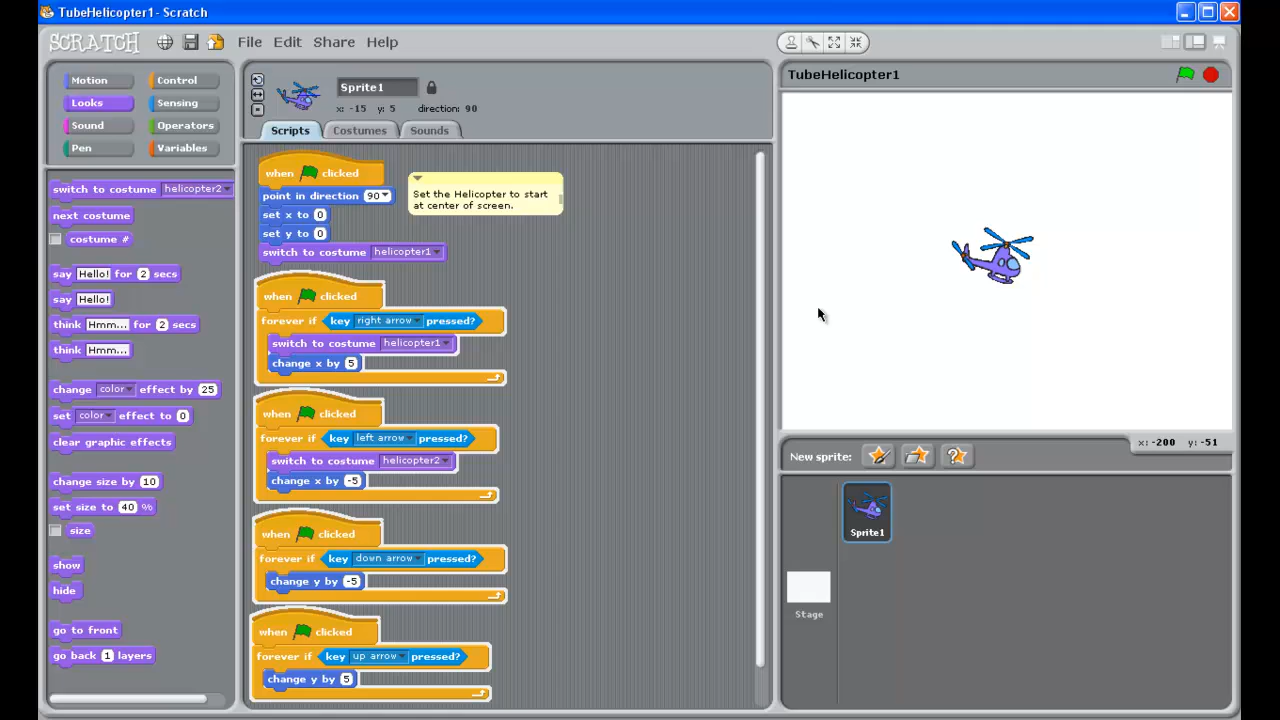 TubeHelicopter1 - Scratch
SCRATCH File Edit Share Help
Motion Control
Looks Sensing
Sound Operators
Pen Variables
switch to costume helicopter2
next costume
costume #
say Hello! for 2 secs
say Hello!
think Hmm... for 2 secs
think Hmm...
change color effect by 25
set color effect to 0
clear graphic effects
change size by 10
set size to 40 %
size
show
hide
go to front
go back 1 layers
Sprite1
x: -15 y: 5 direction: 90
Scripts Costumes Sounds
when clicked
point in direction 90
set x to 0
set y to 0
switch to costume helicopter1
Set the Helicopter to start
at center of screen.
when clicked
forever if key right arrow pressed?
switch to costume helicopter1
change x by 5
when clicked
forever if key left arrow pressed?
switch to costume helicopter2
change x by -5
when clicked
forever if key down arrow pressed?
change y by -5
when clicked
forever if key up arrow pressed?
change y by 5
TubeHelicopter1
x: -200 y: -51
New sprite:
Sprite1
Stage